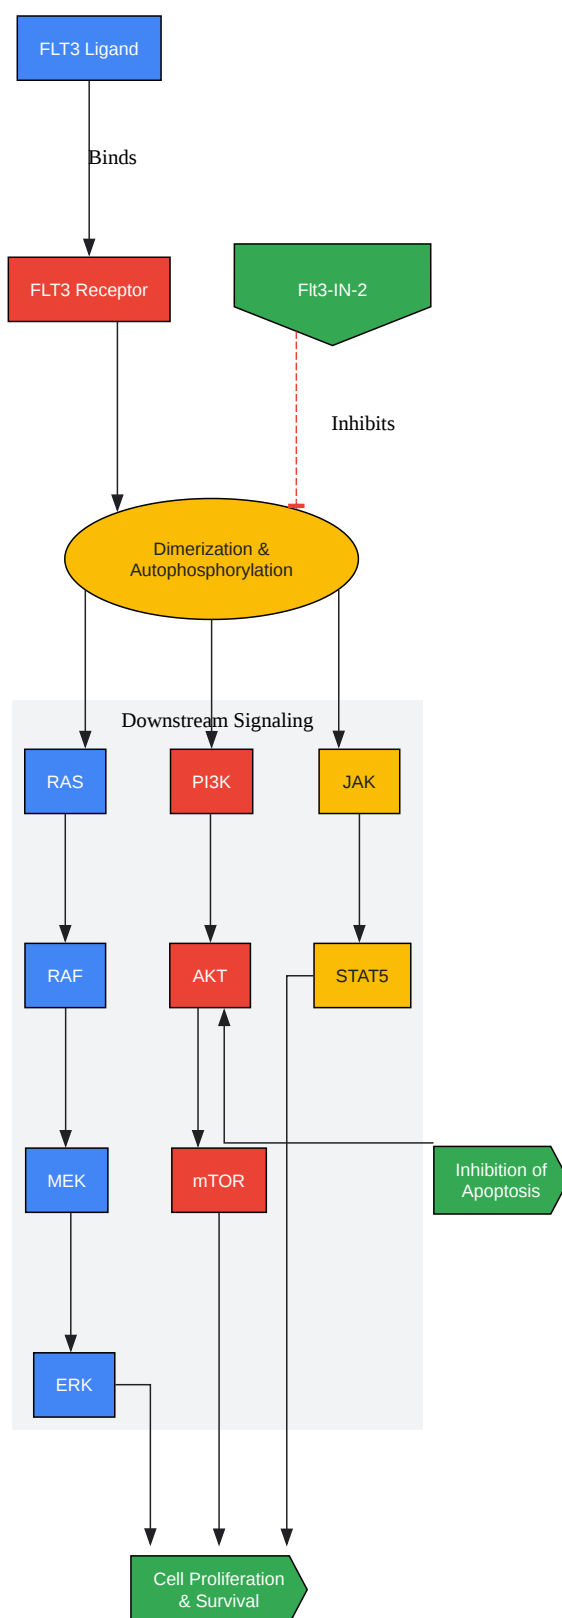 FLT3 Ligand
Binds
FLT3 Receptor
Flt3-IN-2
Inhibits
Dimerization &
Autophosphorylation
Downstream Signaling
RAS
PI3K
JAK
RAF
AKT
STAT5
MEK
mTOR
Inhibition of
Apoptosis
ERK
Cell Proliferation
& Survival